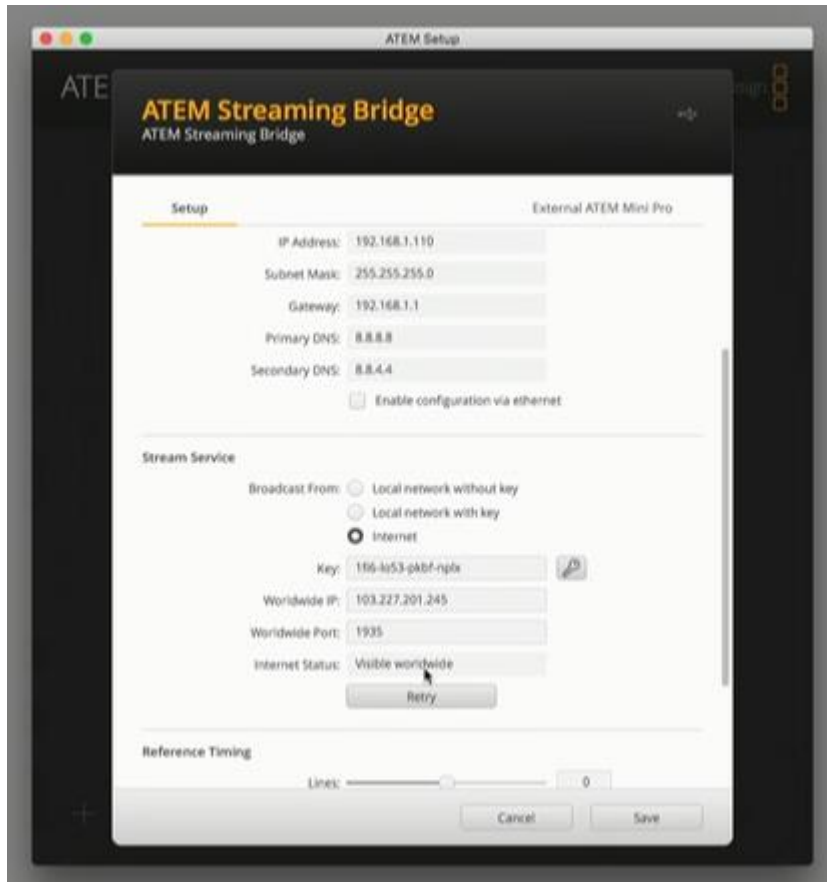 ATEM Setup
ATE
sign
ATEM Streaming Bridge
ATEM Streaming Bridge
Setup
External ATEM Mini Pro
IP Address: 192.168.1.110
Subnet Mask: 255.255.255.0
Gateway: 192.168.1.1
Primary DNS: 8.8.8.8
Secondary DNS: 8.8.4.4
Enable configuration via ethernet
Stream Service
Broadcast From: Local network without key
Local network with key
Internet
Key:
Worldwide IP: 103.227.201.245
Worldwide Port: 1935
Internet Status: Visible worldwide
Retry
Reference Timing
Lines: 0
Cancel
Save